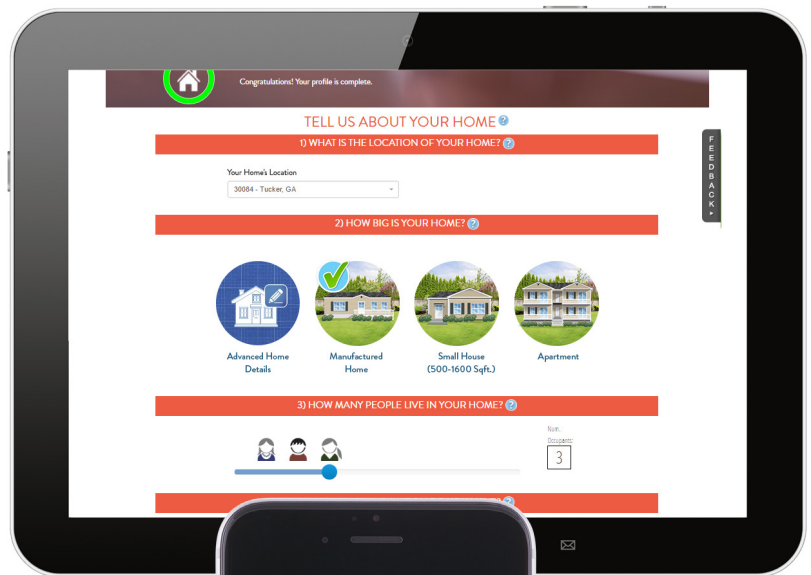 Congratulations! Your profile is complete.
TELL US ABOUT YOUR HOME ?
1) WHAT IS THE LOCATION OF YOUR HOME? ?
FEEDBACK
Your Home's Location
30084 - Tucker, GA
2) HOW BIG IS YOUR HOME? ?
Advanced Home
Details
Manufactured
Home
Small House
(500-1600 Sqft.)
Apartment
3) HOW MANY PEOPLE LIVE IN YOUR HOME? ?
Num.
Occupants:
3